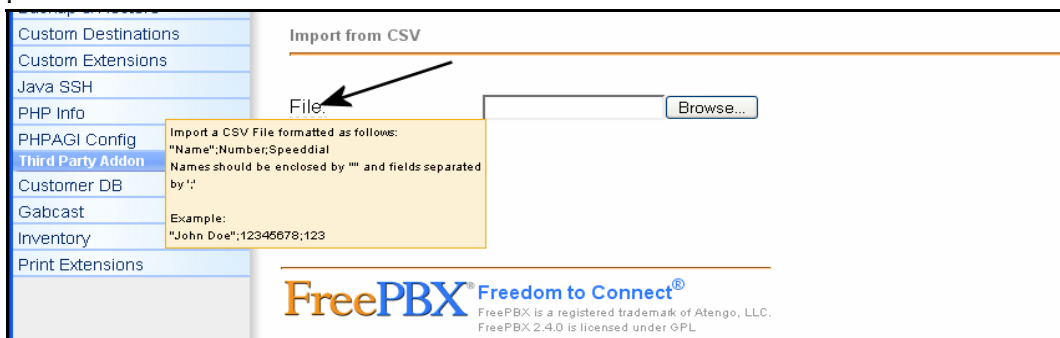 Custom Destinations
Custom Extensions
Java SSH
PHP Info
PHPAGI Config
Third Party Addon
Customer DB
Gabcast
Inventory
Print Extensions
Import from CSV
File:
Browse...
Import a CSV File formatted as follows:
"Name";Number;Speeddial
Names should be enclosed by "" and fields separated
by ';'
Example:
"John Doe";12345678;123
FreePBX®
Freedom to Connect®
FreePBX is a registered trademark of Atengo, LLC.
FreePBX 2.4.0 is licensed under GPL